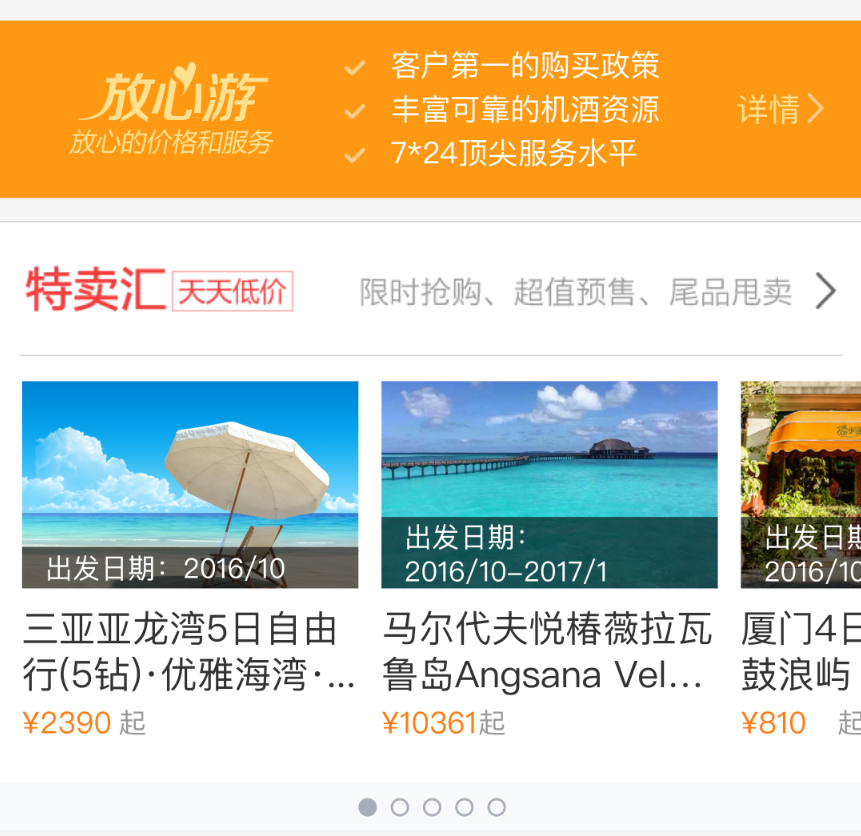 放心游
放心的价格和服务
客户第一的购买政策
丰富可靠的机酒资源
7*24顶尖服务水平
详情
特卖汇
天天低价
限时抢购、超值预售、尾品甩卖
出发日期：2016/10
三亚亚龙湾5日自由
行(5钻)·优雅海湾·...
¥2390 起
出发日期：
2016/10-2017/1
马尔代夫悦椿薇拉瓦
鲁岛Angsana Vel...
¥10361起
出发日期
2016/10
厦门4日
鼓浪屿
¥810 起